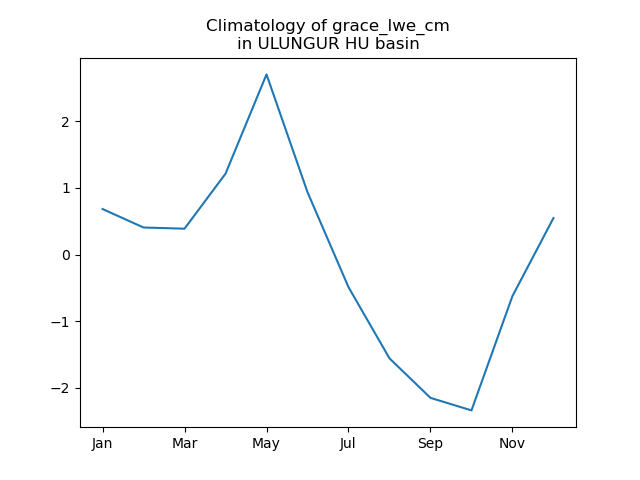 Climatology of grace_lwe_cm
in ULUNGUR HU basin
2
1
0
−1
−2
Jan
Mar
May
Jul
Sep
Nov